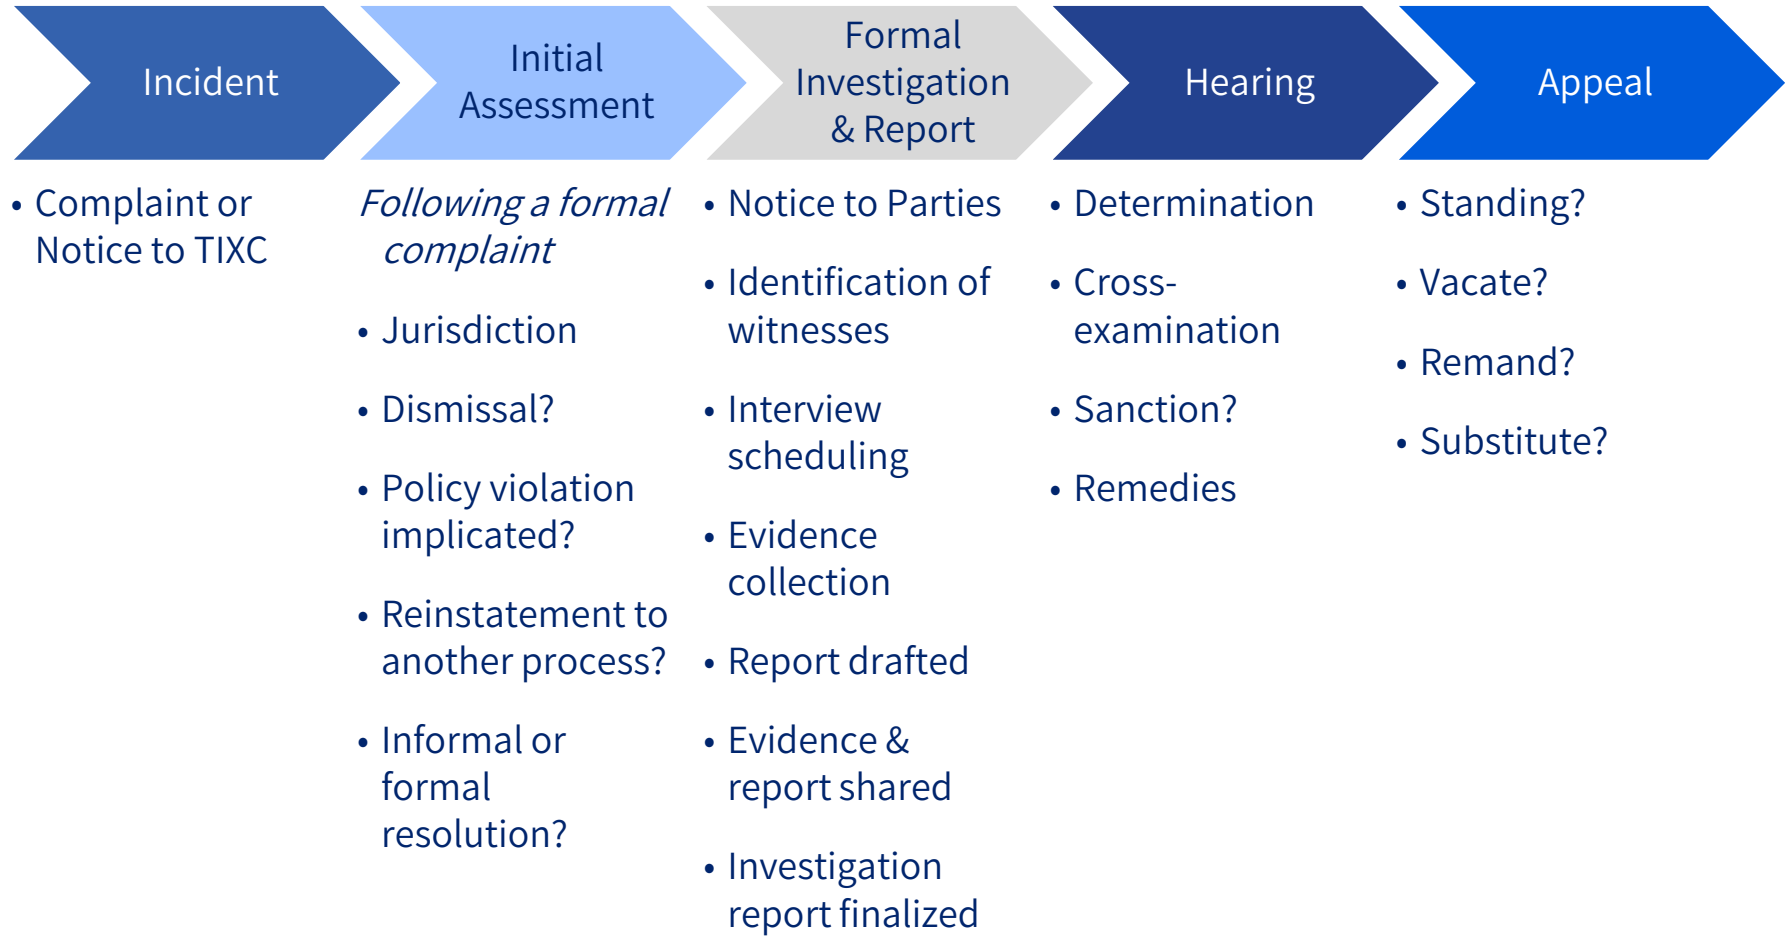 Incident
Initial
Assessment
Formal
Investigation
& Report
Hearing
Appeal
• Complaint or
Notice to TIXC
Following a formal
complaint
• Jurisdiction
• Dismissal?
• Policy violation
implicated?
• Reinstatement to
another process?
• Informal or
formal
resolution?
• Notice to Parties
• Identification of
witnesses
• Interview
scheduling
• Evidence
collection
• Report drafted
• Evidence &
report shared
• Investigation
report finalized
• Determination
• Cross-
examination
• Sanction?
• Remedies
• Standing?
• Vacate?
• Remand?
• Substitute?